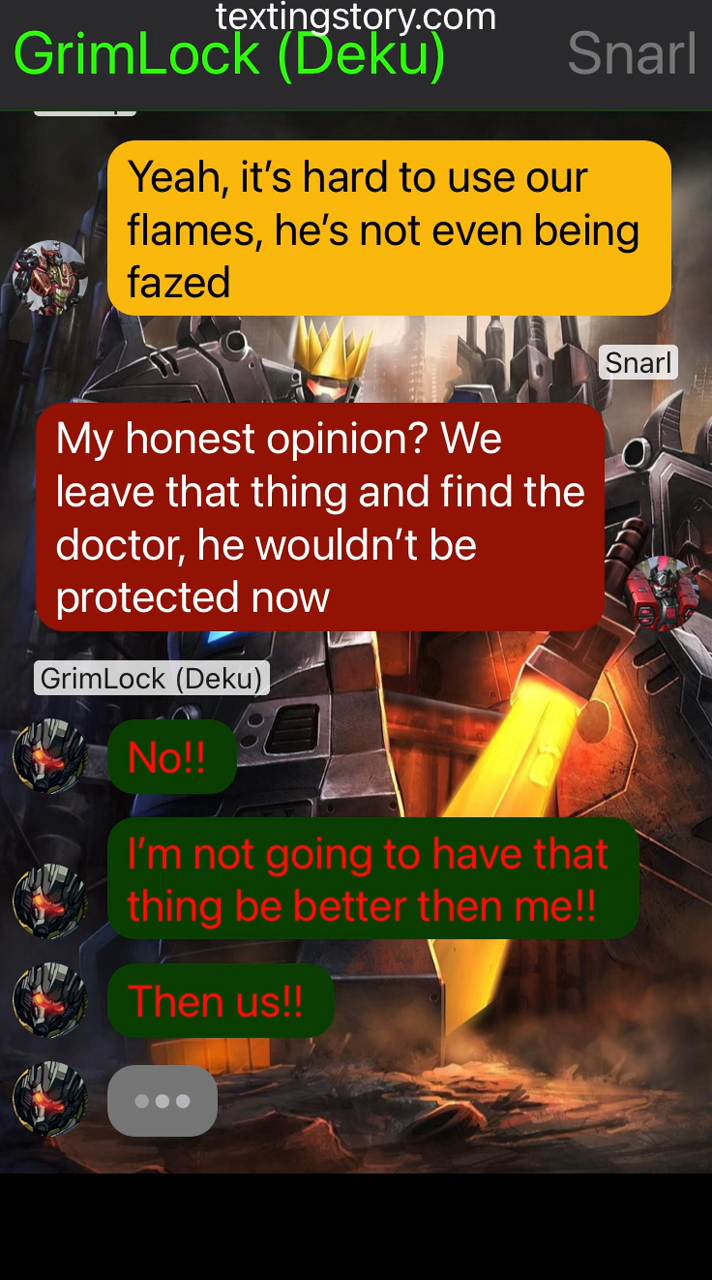 textingstory.com
GrimLock (Deku)
Snarl
Yeah, it's hard to use our
flames, he's not even being
fazed
Snarl
My honest opinion? We
leave that thing and find the
doctor, he wouldn't be
protected now
GrimLock (Deku)
No!!
I'm not going to have that
thing be better then me!!
Then us!!